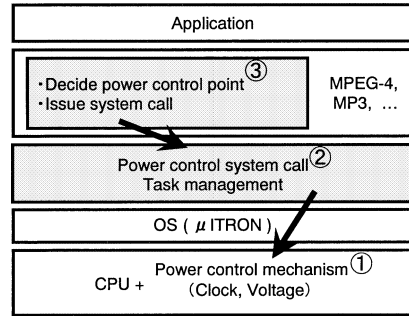 Application
・Decide power control point ③
・Issue system call
MPEG-4,
MP3, …
Power control system call ②
Task management
OS ( μ ITRON )
Power control mechanism ①
CPU + (Clock, Voltage)